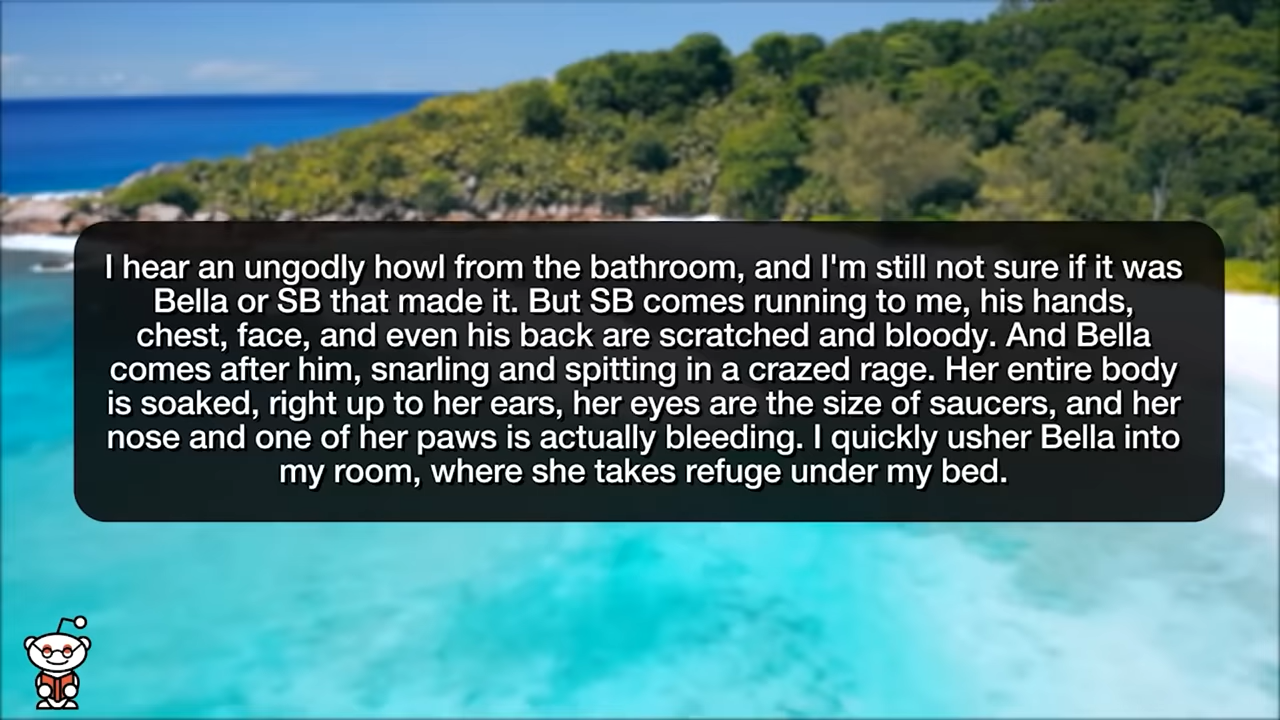 I hear an ungodly howl from the bathroom, and I'm still not sure if it was
Bella or SB that made it. But SB comes running to me, his hands,
chest, face, and even his back are scratched and bloody. And Bella
comes after him, snarling and spitting in a crazed rage. Her entire body
is soaked, right up to her ears, her eyes are the size of saucers, and her
nose and one of her paws is actually bleeding. I quickly usher Bella into
my room, where she takes refuge under my bed.